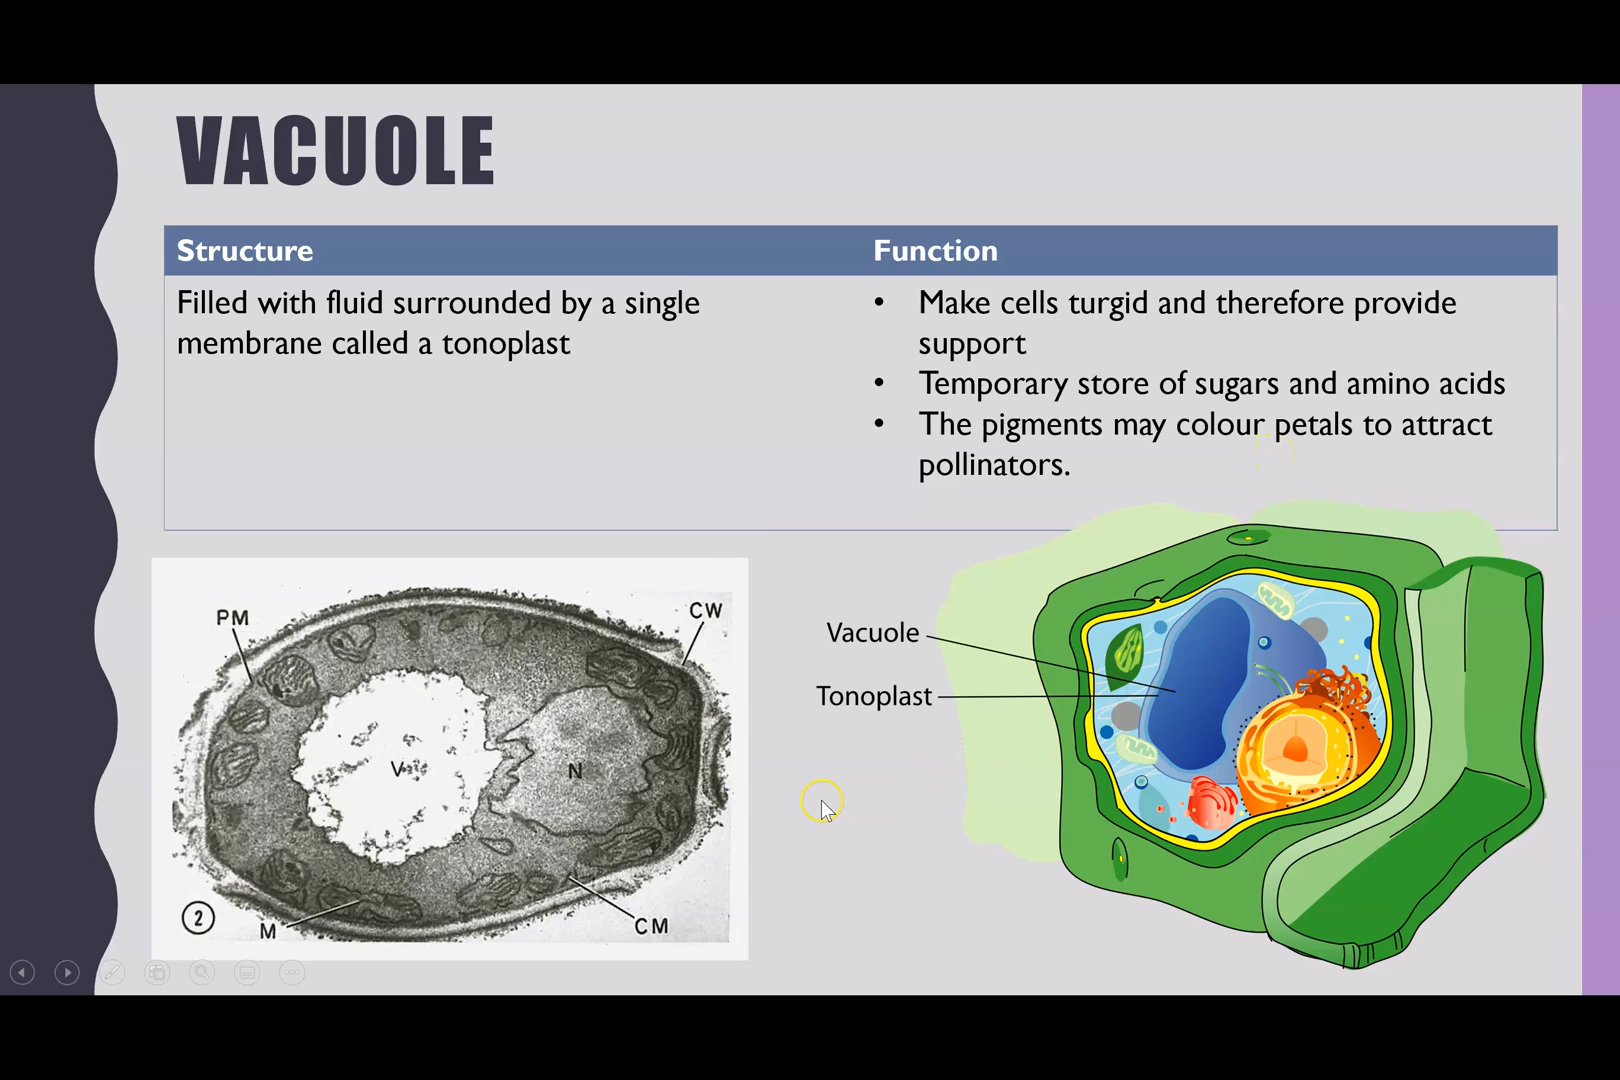 VACUOLE
Structure
Function
Filled with fluid surrounded by a single
membrane called a tonoplast
• Make cells turgid and therefore provide
support
• Temporary store of sugars and amino acids
• The pigments may colour petals to attract
pollinators.
PM
CW
V
N
2
M
CM
Vacuole
Tonoplast